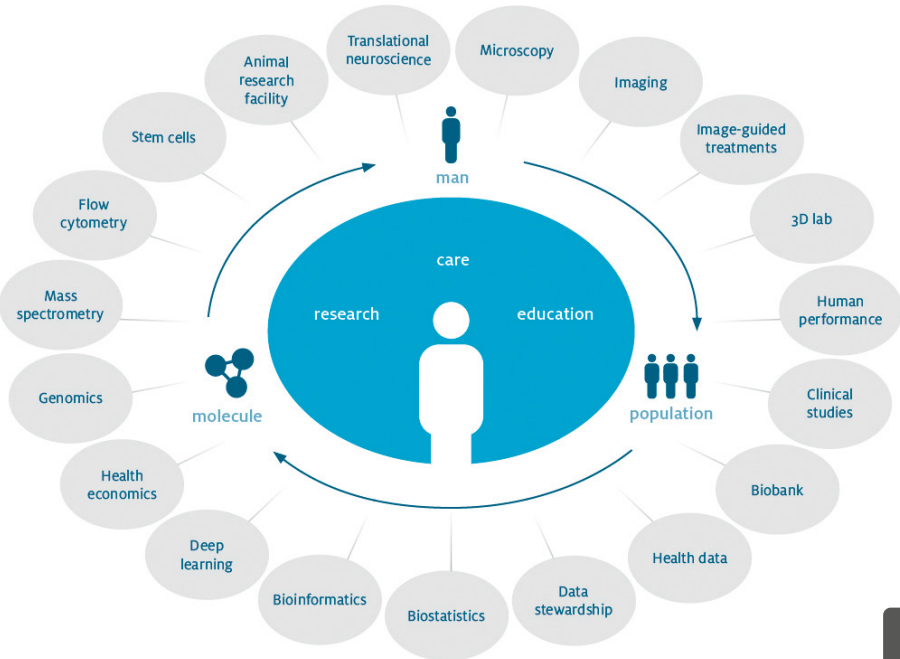 Translational
neuroscience
Microscopy
Animal
research
facility
Imaging
Stem cells
Image-guided
treatments
man
Flow
cytometry
3D lab
care
Mass
spectrometry
research
education
Human
performance
Genomics
molecule
population
Clinical
studies
Health
economics
Biobank
Deep
learning
Health data
Bioinformatics
Biostatistics
Data
stewardship